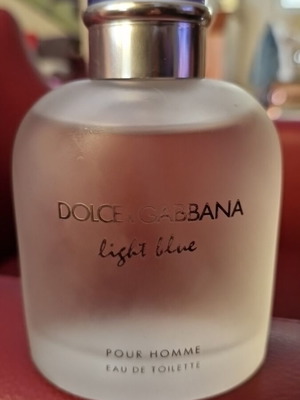 DOLCE & GABBANA
light blue
POUR HOMME
EAU DE TOILETTE